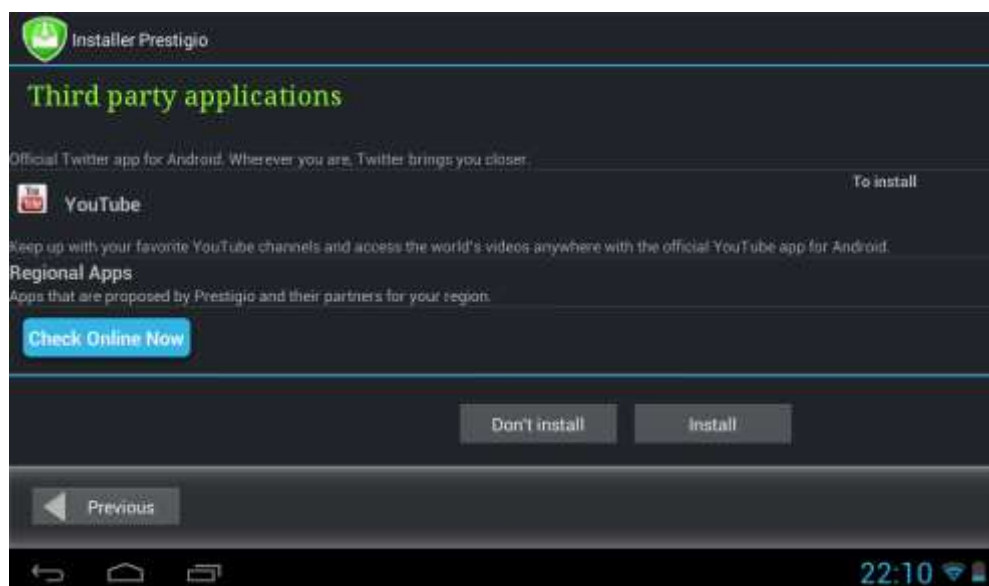 Installer Prestigio
Third party applications
Official Twitter app for Android. Wherever you are, Twitter brings you closer.
To install
YouTube
Keep up with your favorite YouTube channels and access the world's videos anywhere with the official YouTube app for Android.
Regional Apps
Apps that are proposed by Prestigio and their partners for your region.
Check Online Now
Don't install
Install
Previous
22:10